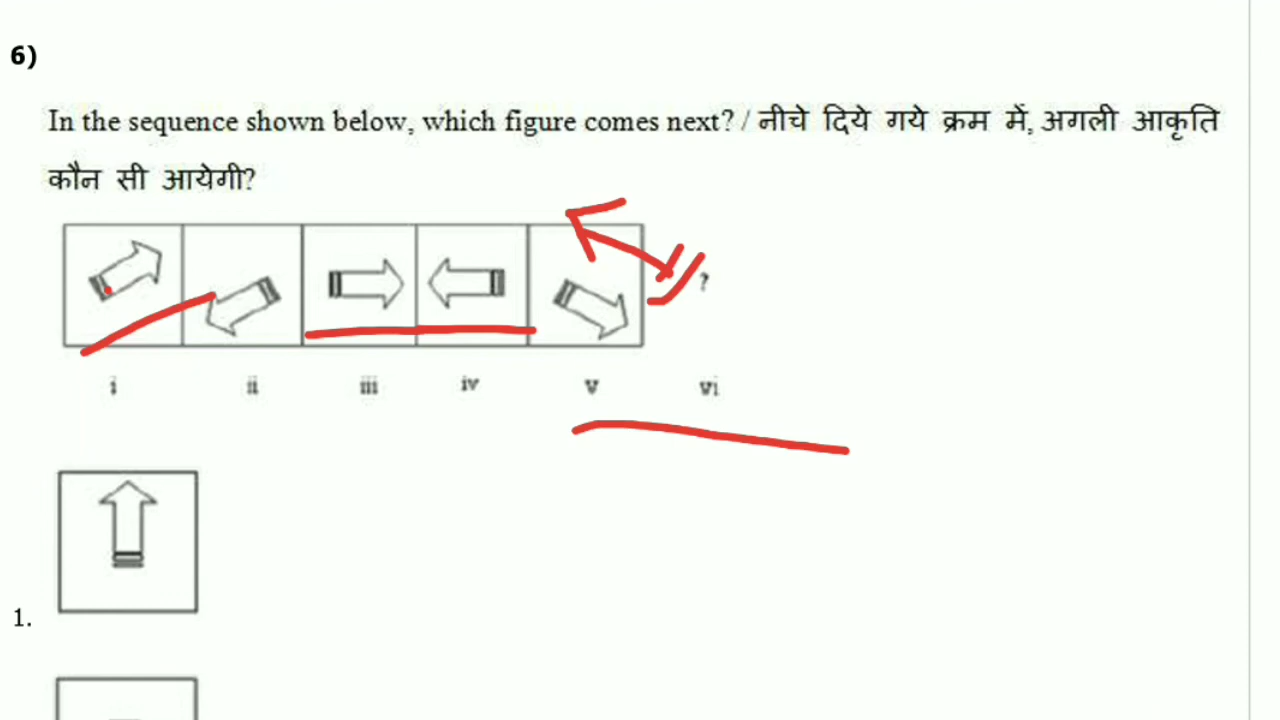 6)
In the sequence shown below, which figure comes next? / नीचे दिये गये क्रम में, अगली आकृति
कौन सी आयेगी?
?
i ii iii iv v vi
1.